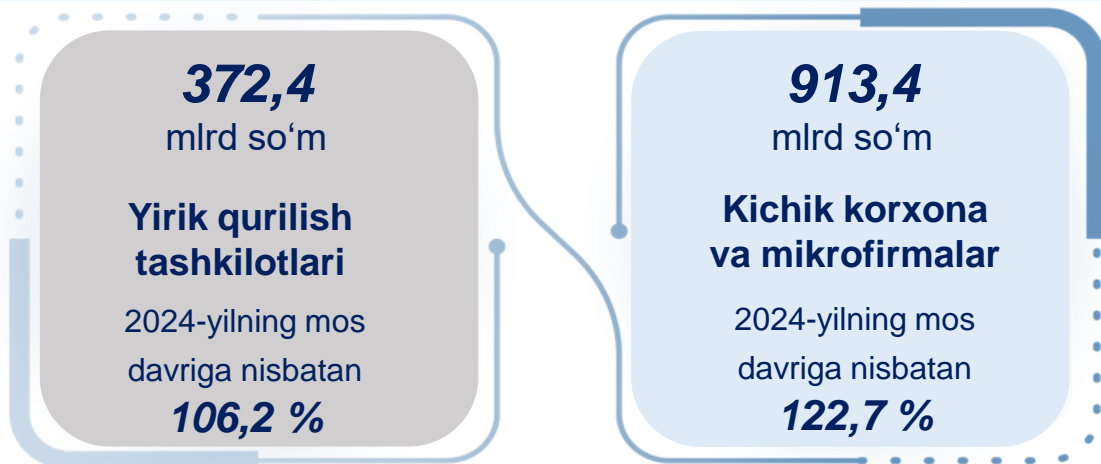 372,4
mlrd so‘m
Yirik qurilish
tashkilotlari
2024-yilning mos
davriga nisbatan
106,2 %
913,4
mlrd so‘m
Kichik korxona
va mikrofirmalar
2024-yilning mos
davriga nisbatan
122,7 %